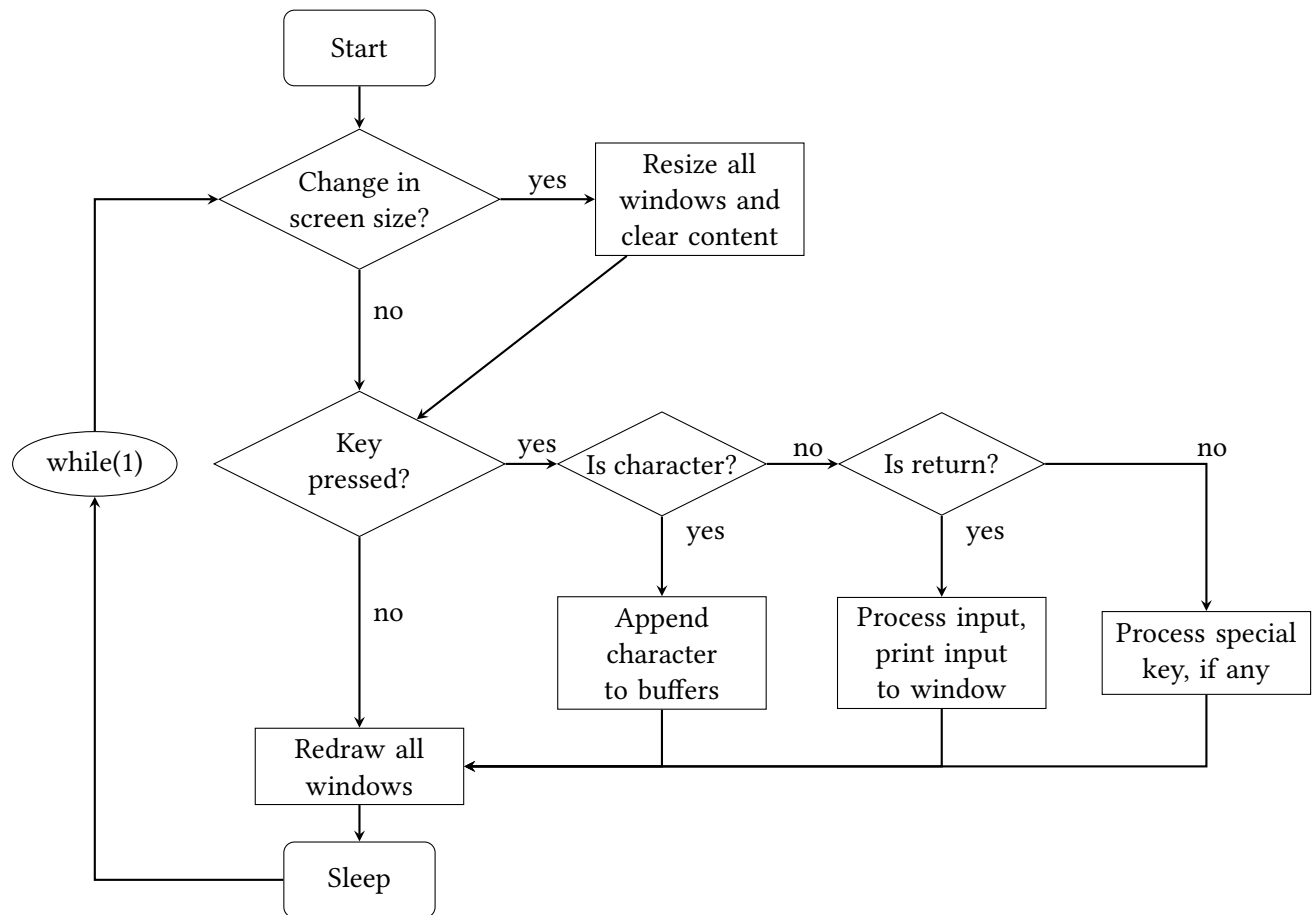 Start
Change in
screen size?
yes
Resize all
windows and
clear content
no
while(1)
Key
pressed?
yes
Is character?
no
Is return?
no
yes
yes
no
Append
character
to buffers
Process input,
print input
to window
Process special
key, if any
Redraw all
windows
Sleep